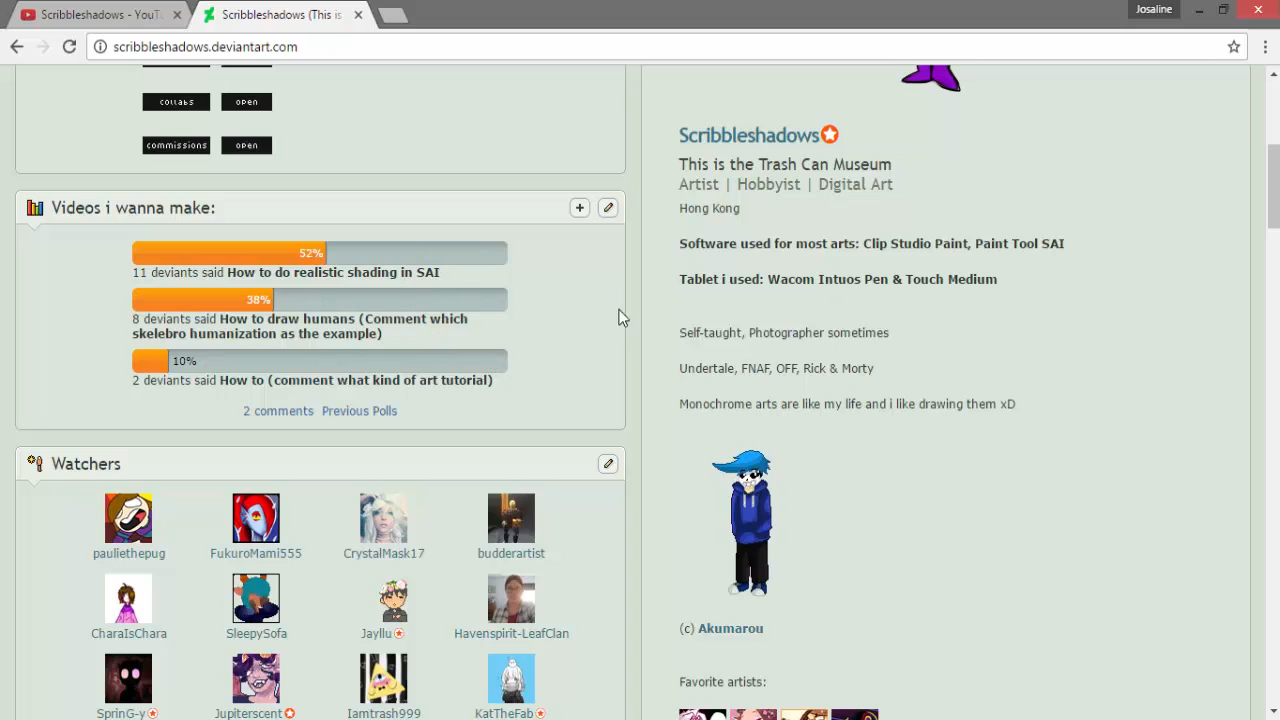 Scribbleshadows - YouTu
Scribbleshadows (This is
Josaline
scribbleshadows.deviantart.com
collabs open
commissions open
Videos i wanna make:
52%
11 deviants said How to do realistic shading in SAI
38%
8 deviants said How to draw humans (Comment which
skelebro humanization as the example)
10%
2 deviants said How to (comment what kind of art tutorial)
2 comments Previous Polls
Watchers
pauliethepug FukuroMami555 CrystalMask17 budderartist
CharaIsChara SleepySofa Jayllu Havenspirit-LeafClan
SprinG-y Jupiterscent Iamtrash999 KatTheFab
Scribbleshadows
This is the Trash Can Museum
Artist | Hobbyist | Digital Art
Hong Kong
Software used for most arts: Clip Studio Paint, Paint Tool SAI
Tablet i used: Wacom Intuos Pen & Touch Medium
Self-taught, Photographer sometimes
Undertale, FNAF, OFF, Rick & Morty
Monochrome arts are like my life and i like drawing them xD
(c) Akumarou
Favorite artists: